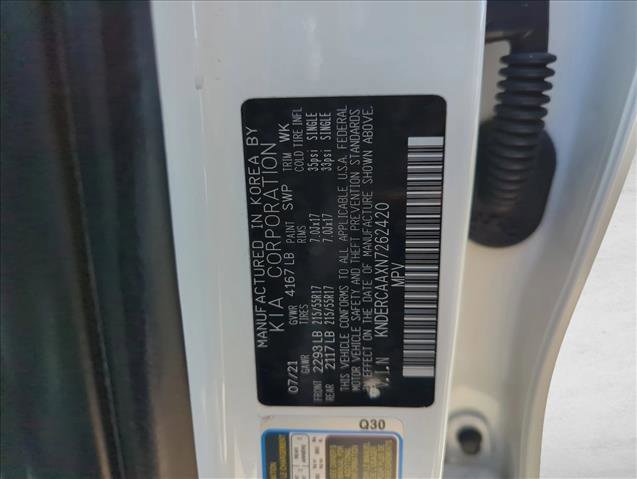 MANUFACTURED IN KOREA BY
KIA CORPORATION
07/21 GVWR 4167 LB PAINT SWP TRIM WK
GAWR TIRES RIMS COLD TIRE INFL
FRONT 2293 LB 215/55R17 7.0Jx17 35psi SINGLE
REAR 2117 LB 215/55R17 7.0Jx17 33psi SINGLE
THIS VEHICLE CONFORMS TO ALL APPLICABLE U.S.A. FEDERAL
MOTOR VEHICLE SAFETY AND THEFT PREVENTION STANDARDS
IN EFFECT ON THE DATE OF MANUFACTURE SHOWN ABOVE.
V.I.N KNDERCAAXN7262420
MPV
Q30